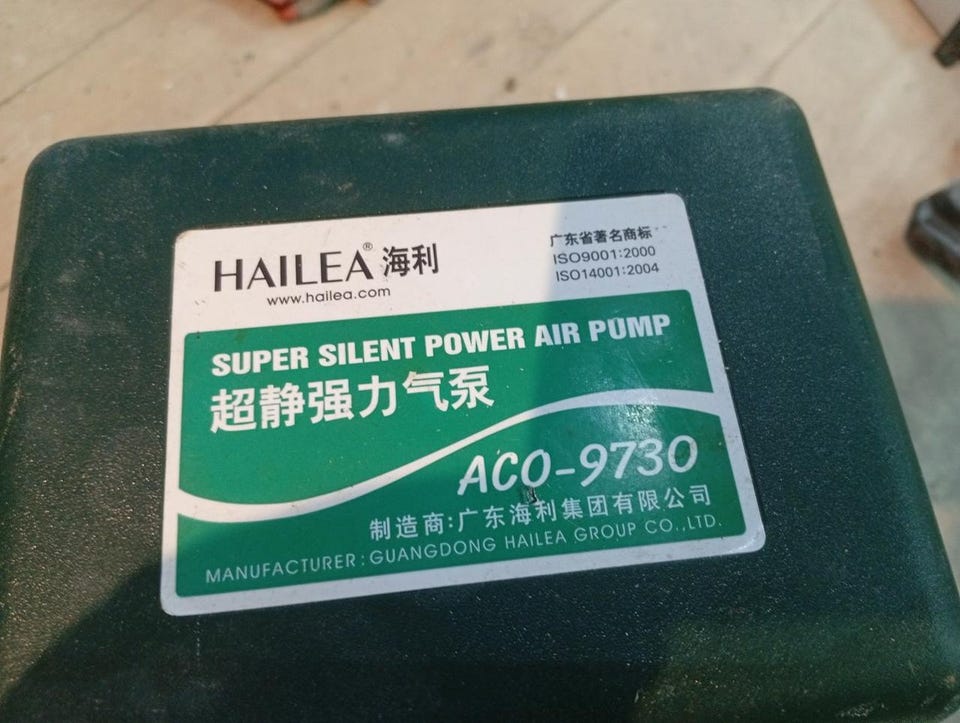 HAILEA® 海利
www.hailea.com
广东省著名商标
ISO9001:2000
ISO14001:2004
SUPER SILENT POWER AIR PUMP
超静强力气泵
ACO-9730
制造商:广东海利集团有限公司
MANUFACTURER:GUANGDONG HAILEA GROUP CO.,LTD.